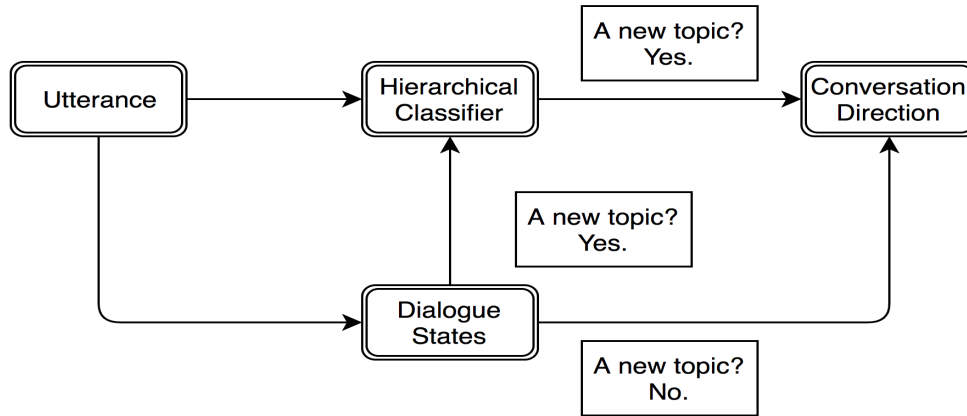 A new topic?
Yes.
Utterance
Hierarchical
Classifier
Conversation
Direction
A new topic?
Yes.
Dialogue
States
A new topic?
No.